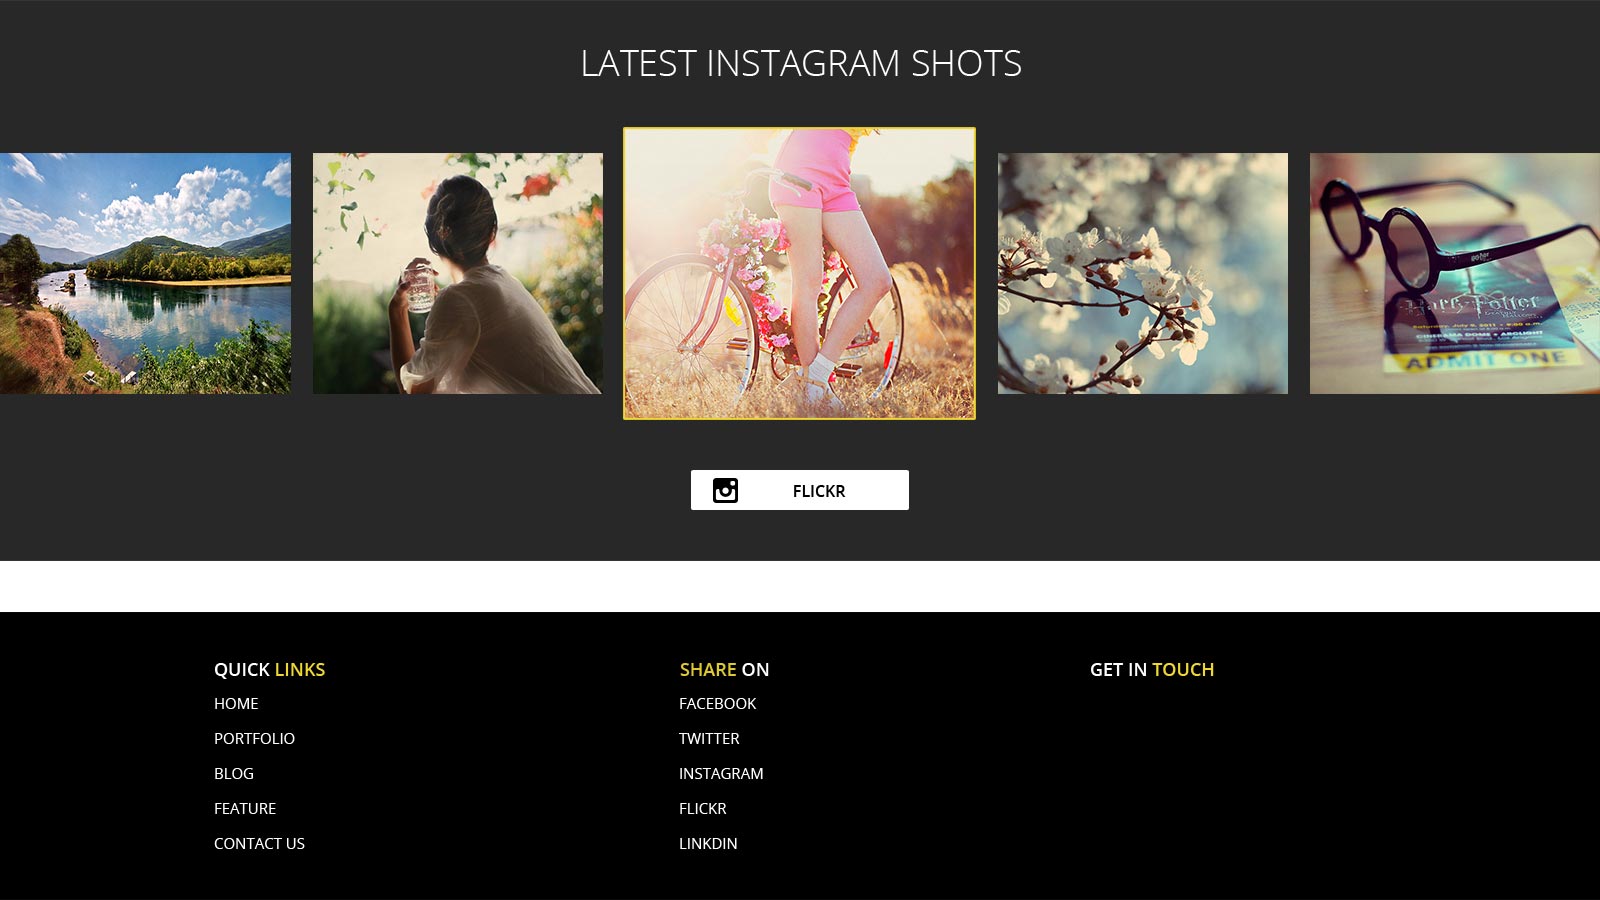 LATEST INSTAGRAM SHOTS
Harry Potter
ADMIT ONE
FLICKR
QUICK LINKS
HOME
PORTFOLIO
BLOG
FEATURE
CONTACT US
SHARE ON
FACEBOOK
TWITTER
INSTAGRAM
FLICKR
LINKDIN
GET IN TOUCH